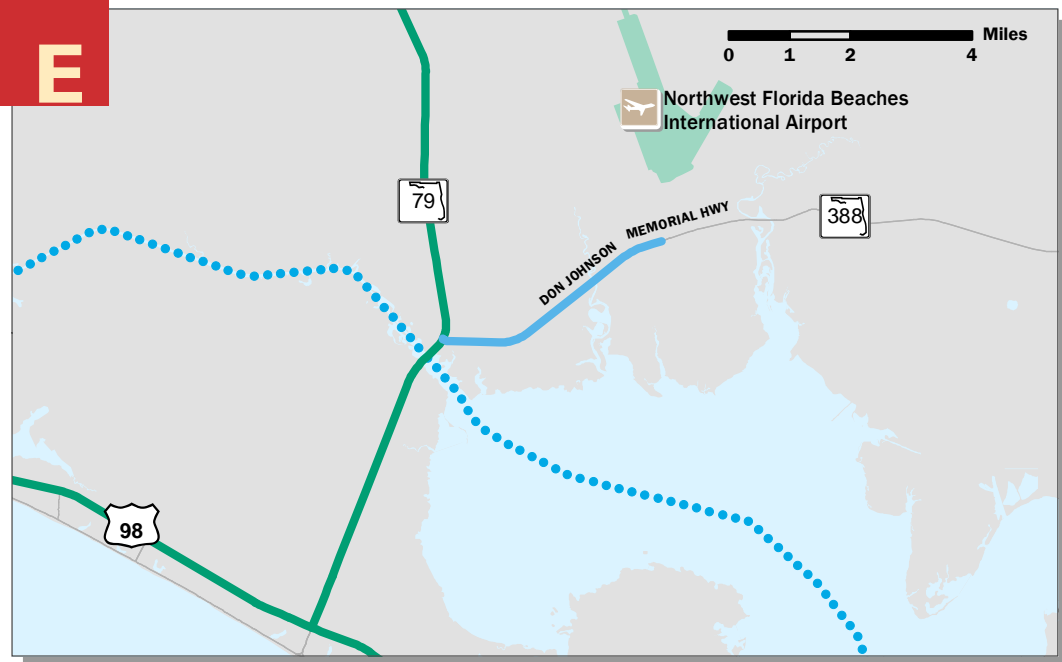 E
Miles
0 1 2 4
Northwest Florida Beaches
International Airport
79
388
DON JOHNSON MEMORIAL HWY
98